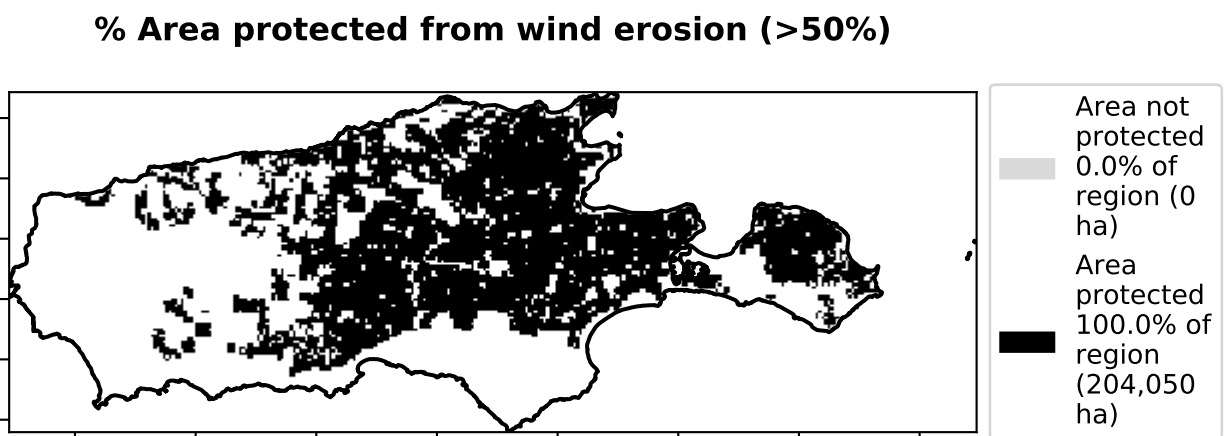 % Area protected from wind erosion (>50%)
Area not
protected
0.0% of
region (0
ha)
Area
protected
100.0% of
region
(204,050
ha)